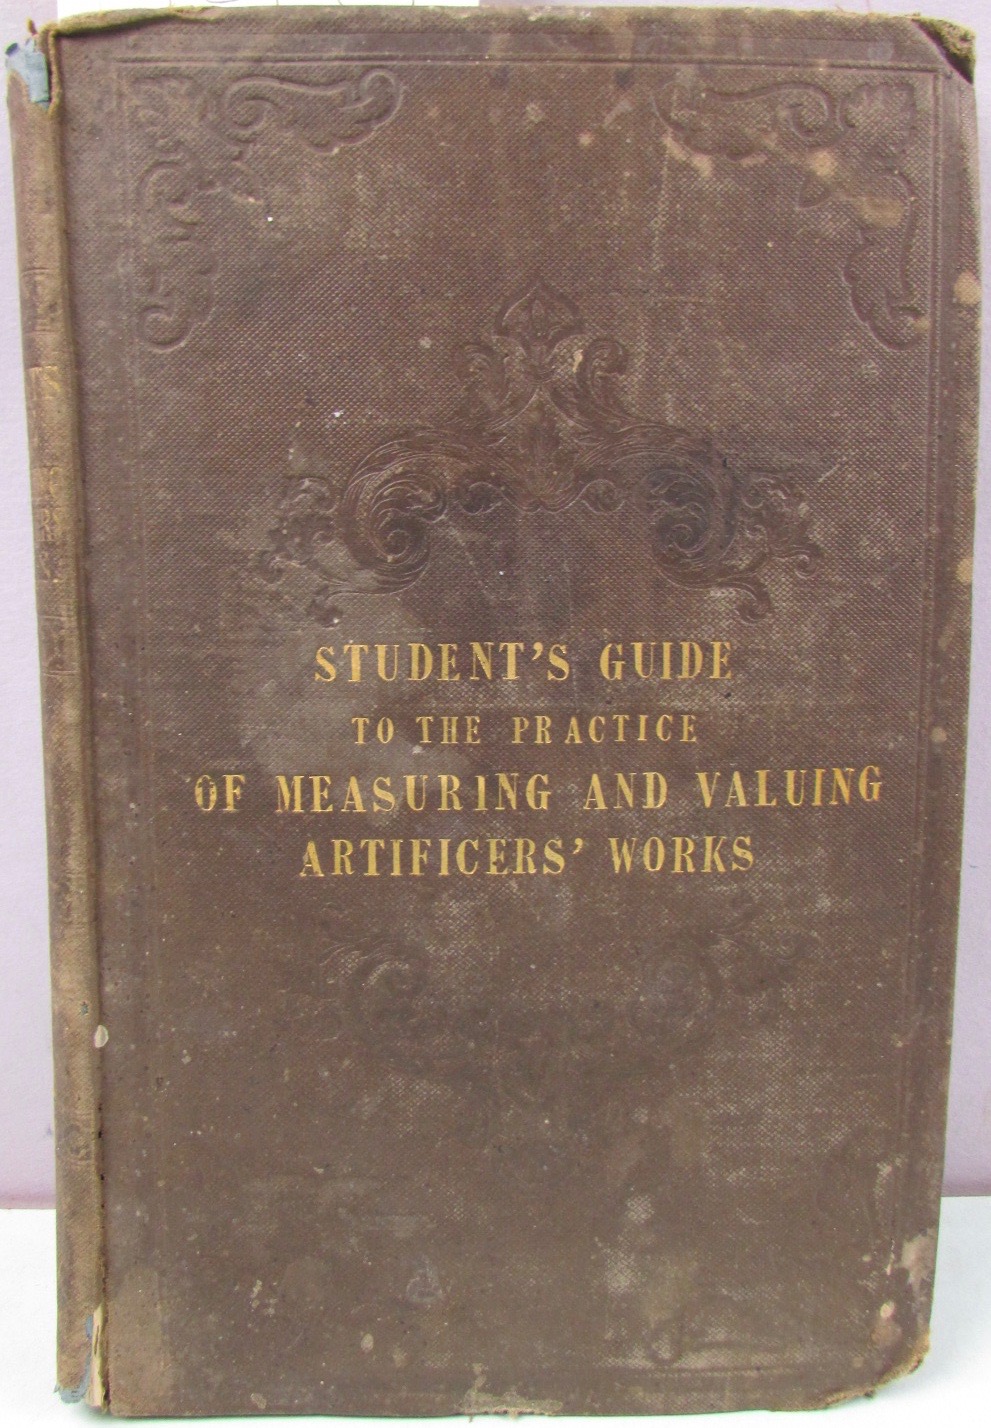 STUDENT'S GUIDE
TO THE PRACTICE
OF MEASURING AND VALUING
ARTIFICERS' WORKS